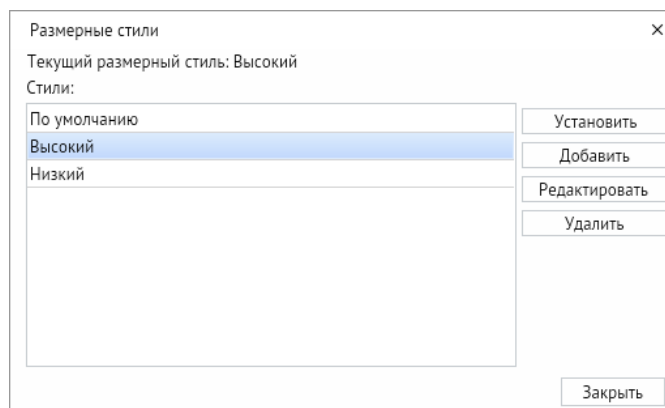 Размерные стили
Текущий размерный стиль: Высокий
Стили:
По умолчанию
Высокий
Низкий
Установить
Добавить
Редактировать
Удалить
Закрыть